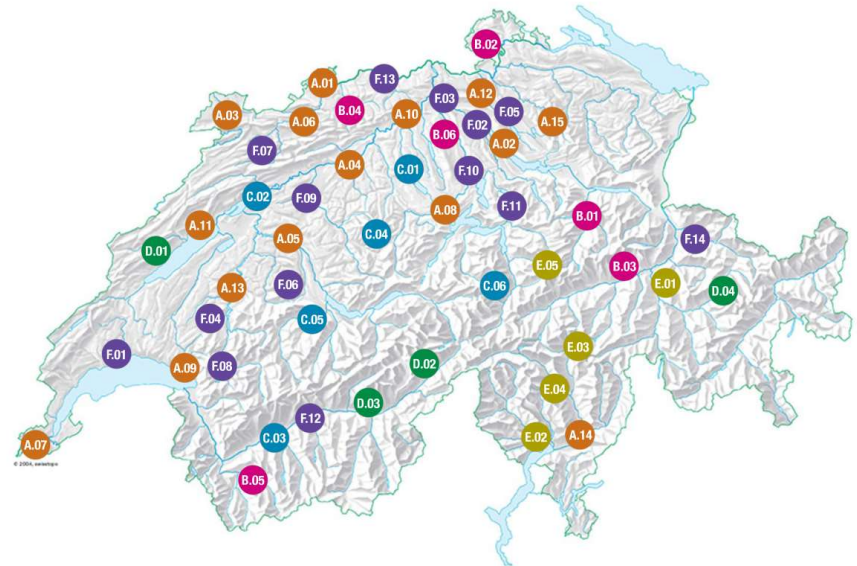 B.02
A.01
F.13
A.12
F.03
B.04
A.03
A.10
F.05
A.06
F.02
A.15
B.06
A.02
F.07
A.04
C.01
F.10
C.02
F.09
F.11
A.08
B.01
A.11
C.04
A.05
F.14
D.01
E.05
B.03
E.01
F.06
A.13
C.06
D.04
F.04
C.05
E.03
F.01
D.02
A.09
F.08
E.04
D.03
F.12
C.03
E.02
A.14
A.07
© 2004, swisstopo
B.05